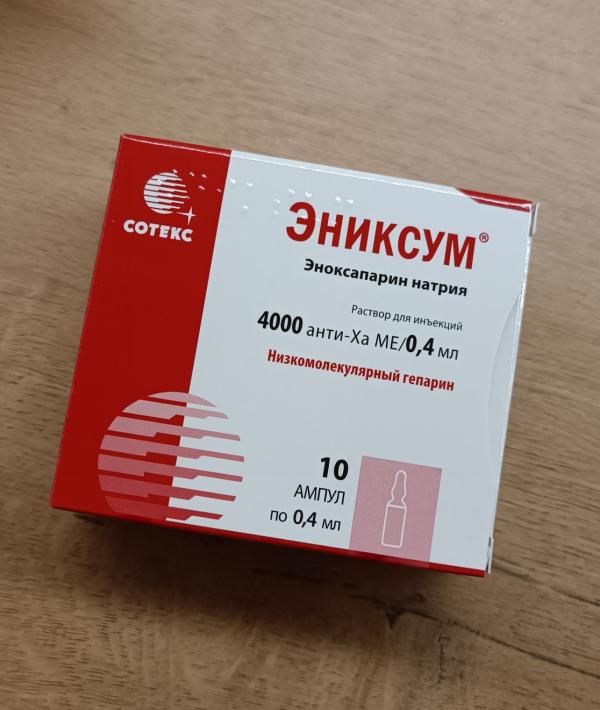 СОТЕКС
ЭНИКСУМ®
Эноксапарин натрия
Раствор для инъекций
4000 анти-Ха МЕ/0,4 мл
Низкомолекулярный гепарин
10
АМПУЛ
по 0,4 мл